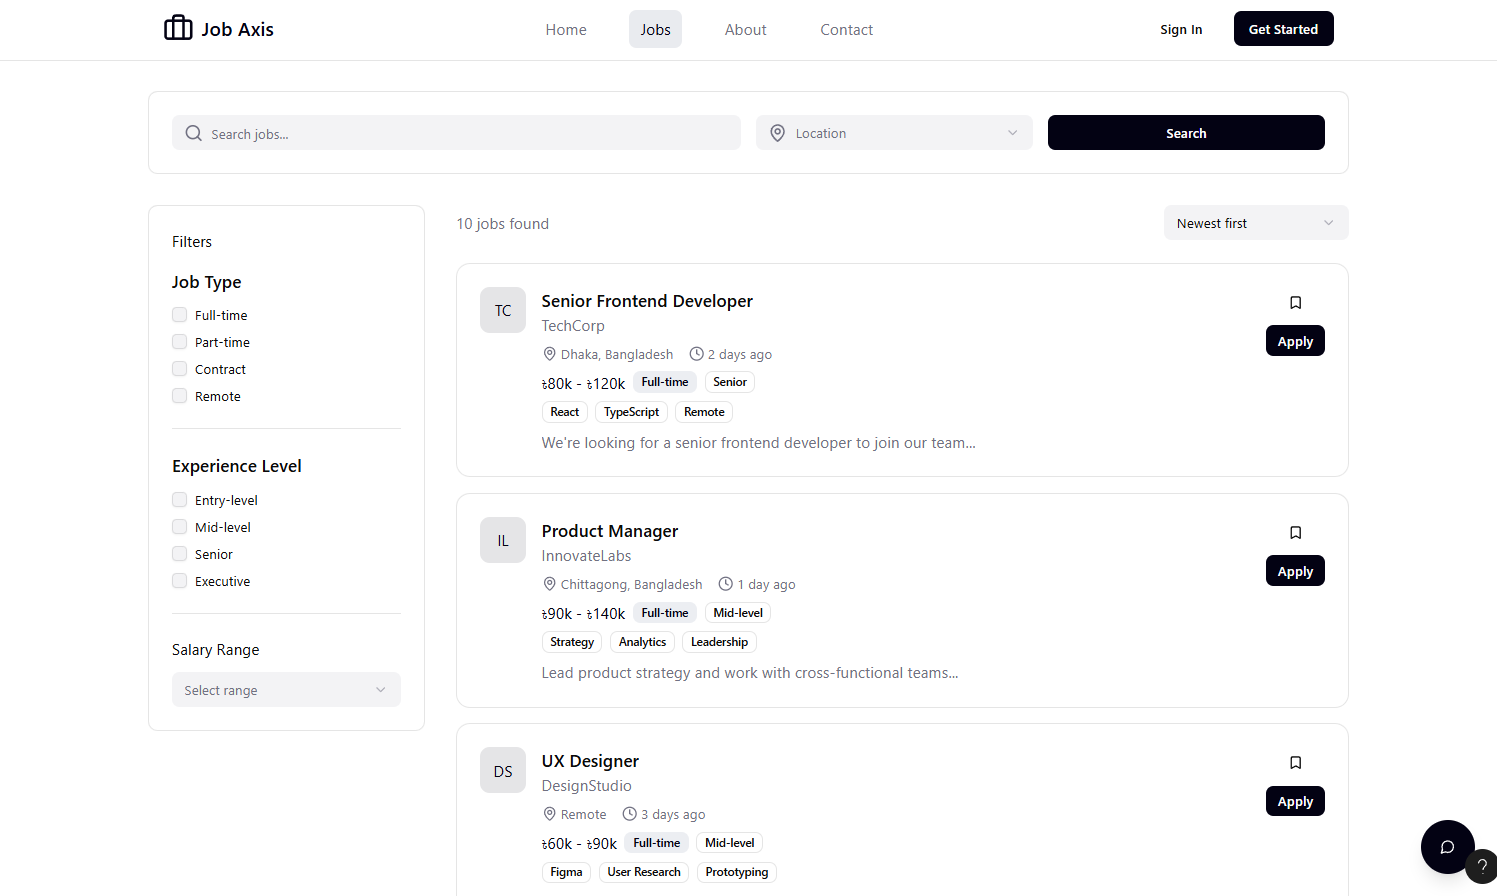 Job Axis
Home
Jobs
About
Contact
Sign In
Get Started
Search jobs...
Location
Search
Filters
Job Type
Full-time
Part-time
Contract
Remote
Experience Level
Entry-level
Mid-level
Senior
Executive
Salary Range
Select range
10 jobs found
Newest first
TC
Senior Frontend Developer
TechCorp
Dhaka, Bangladesh 2 days ago
৳80k - ৳120k Full-time Senior
React TypeScript Remote
We're looking for a senior frontend developer to join our team...
Apply
IL
Product Manager
InnovateLabs
Chittagong, Bangladesh 1 day ago
৳90k - ৳140k Full-time Mid-level
Strategy Analytics Leadership
Lead product strategy and work with cross-functional teams...
Apply
DS
UX Designer
DesignStudio
Remote 3 days ago
৳60k - ৳90k Full-time Mid-level
Figma User Research Prototyping
Apply
?